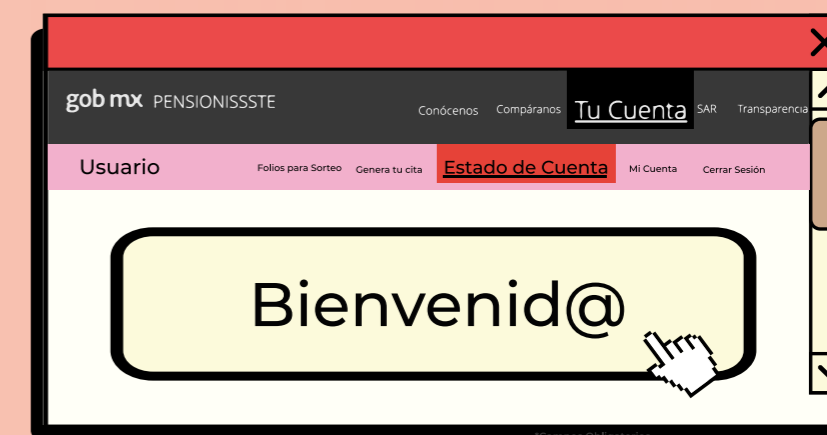 gob mx PENSIONISSSTE
Conócenos Compáranos Tu Cuenta SAR Transparencia
Usuario Folios para Sorteo Genera tu cita Estado de Cuenta Mi Cuenta Cerrar Sesión
Bienvenid@